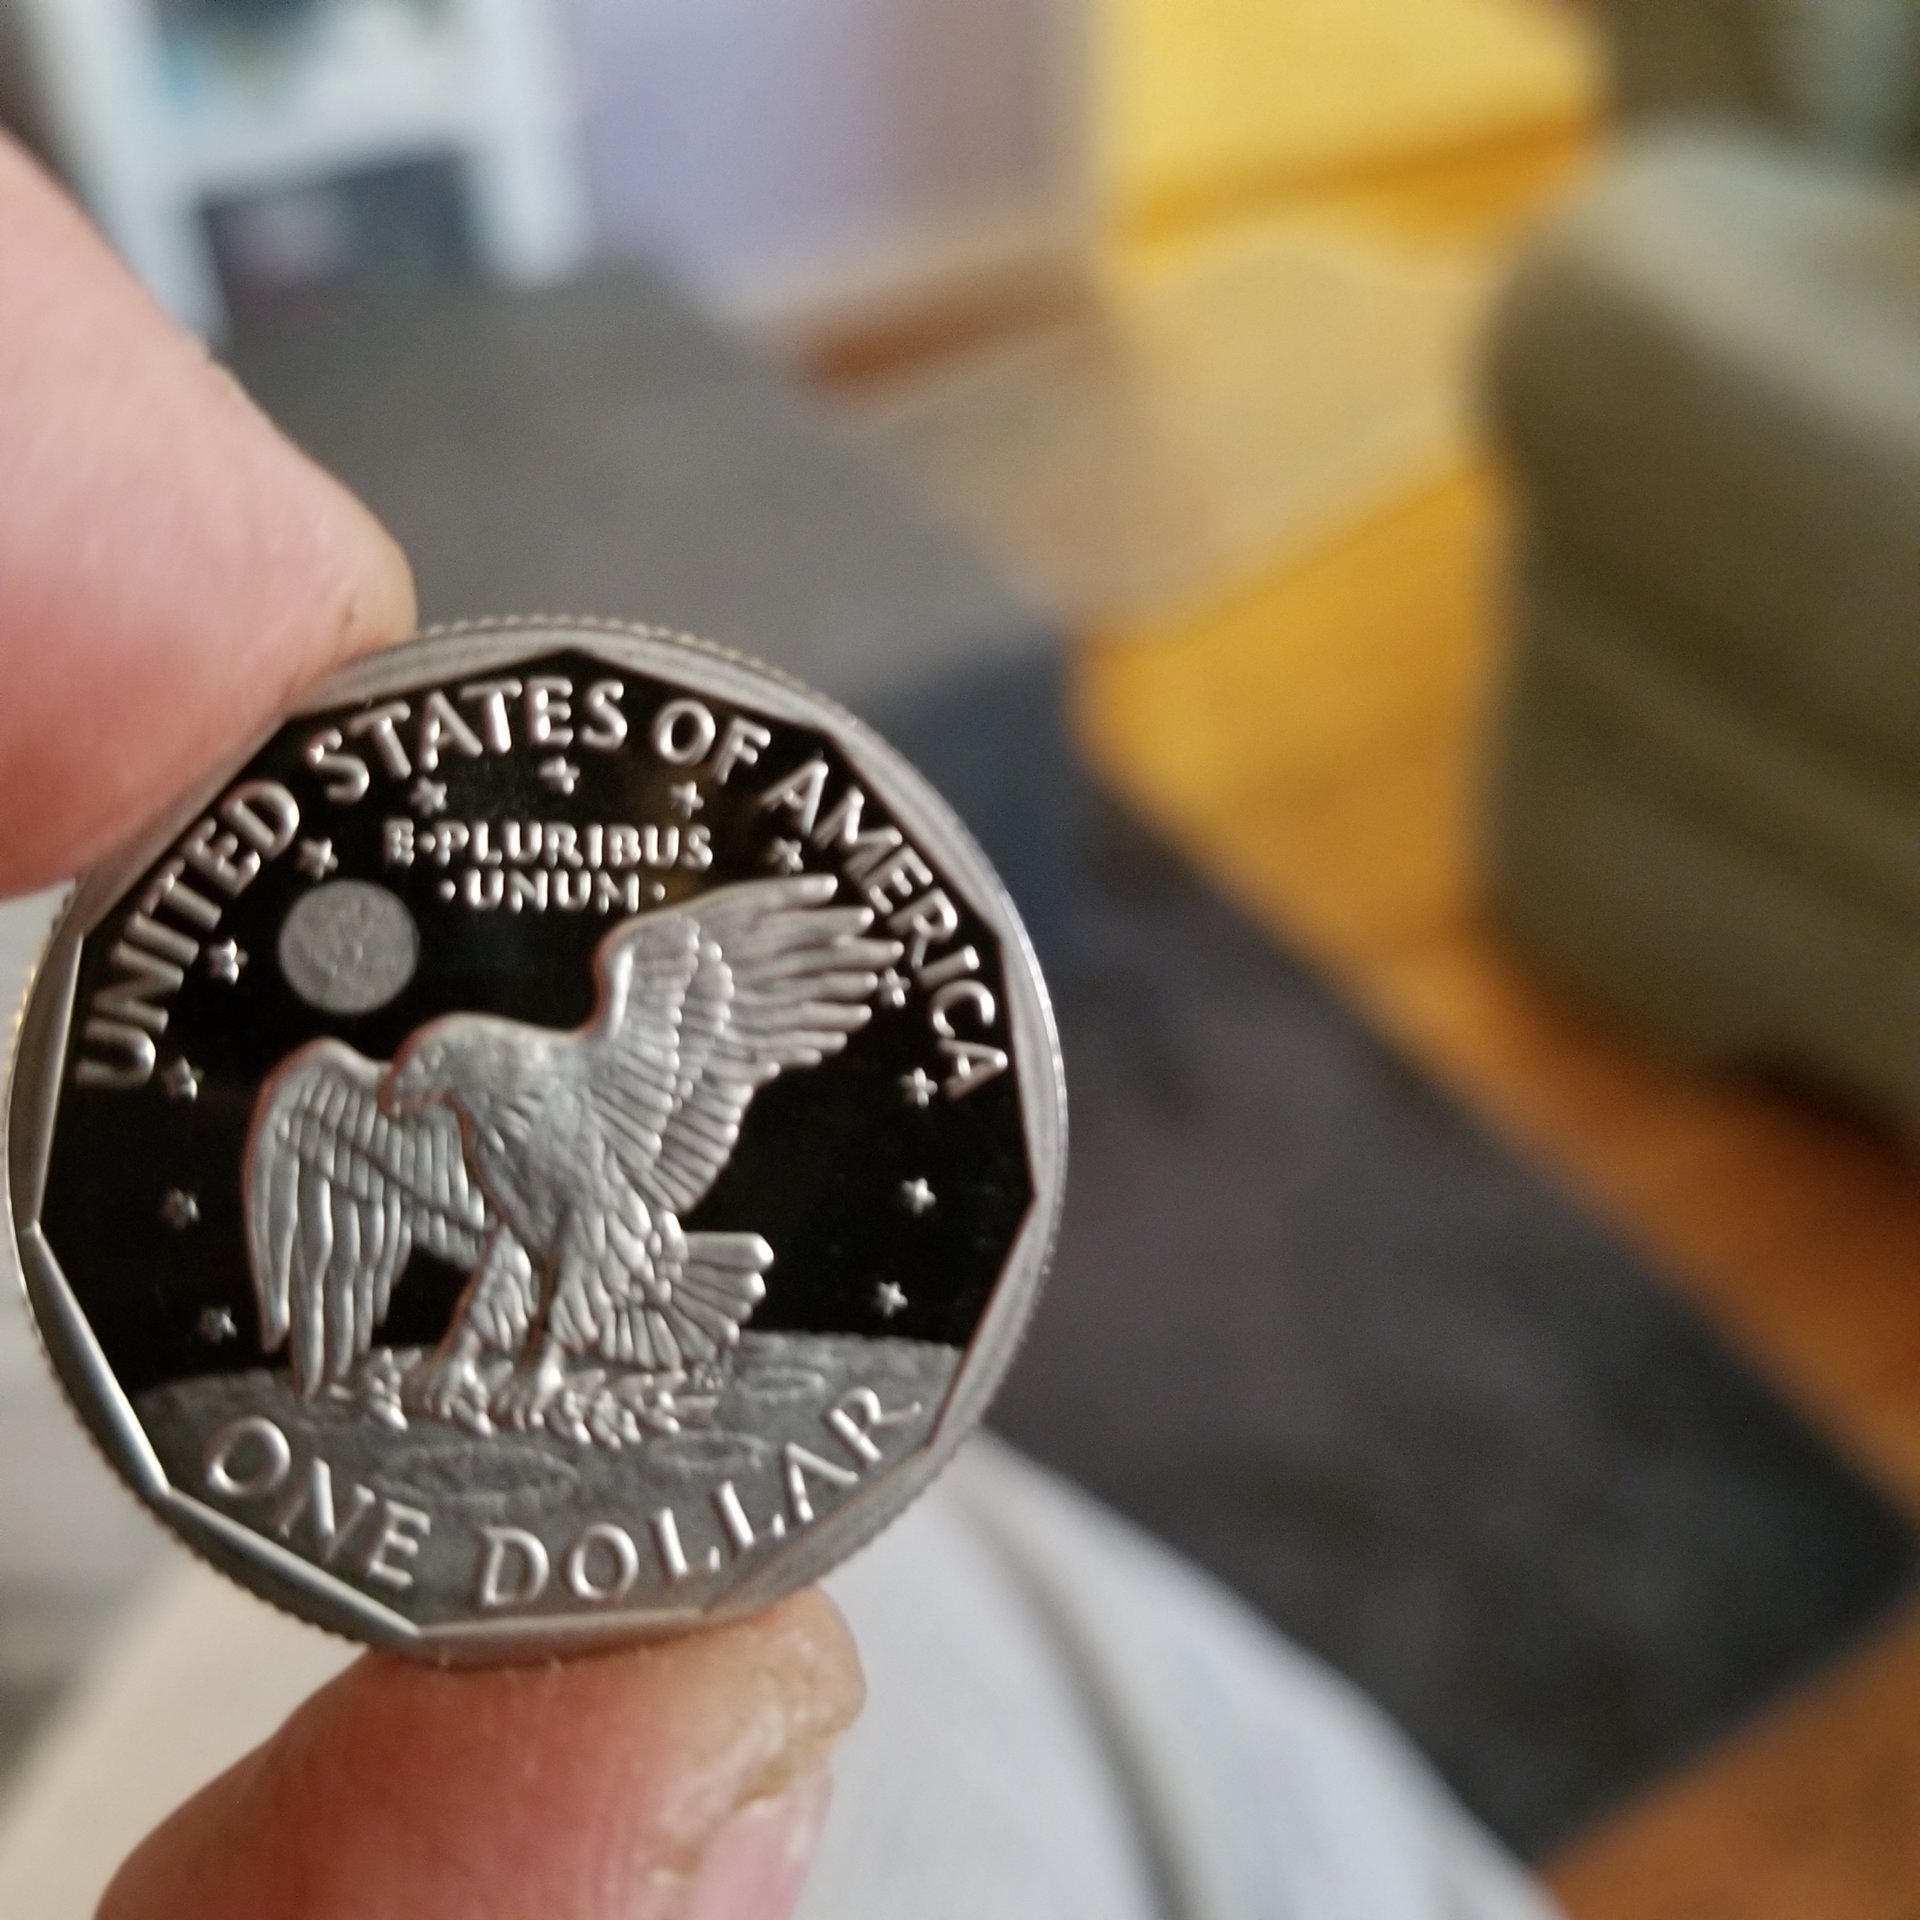 UNITED STATES OF AMERICA
E·PLURIBUS
·UNUM·
ONE DOLLAR